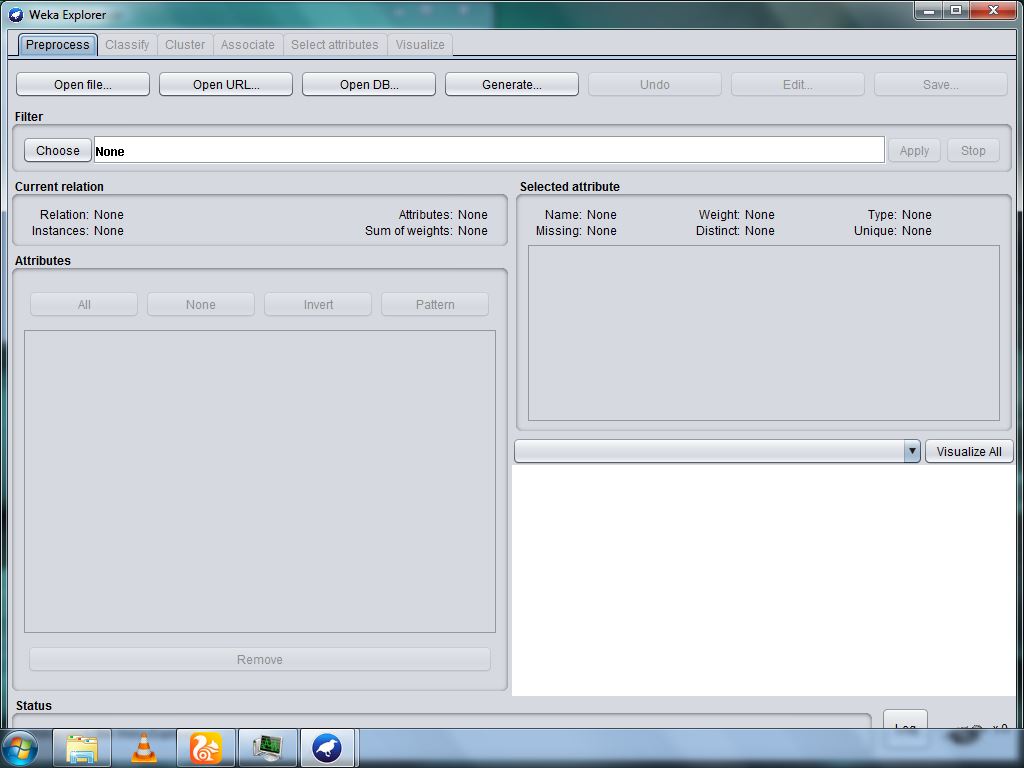 Weka Explorer
Preprocess Classify Cluster Associate Select attributes Visualize
Open file... Open URL... Open DB... Generate... Undo Edit... Save...
Filter
Choose None Apply Stop
Current relation
Relation: None Attributes: None
Instances: None Sum of weights: None
Selected attribute
Name: None Weight: None Type: None
Missing: None Distinct: None Unique: None
Attributes
All None Invert Pattern
Visualize All
Remove
Status
Log x 0